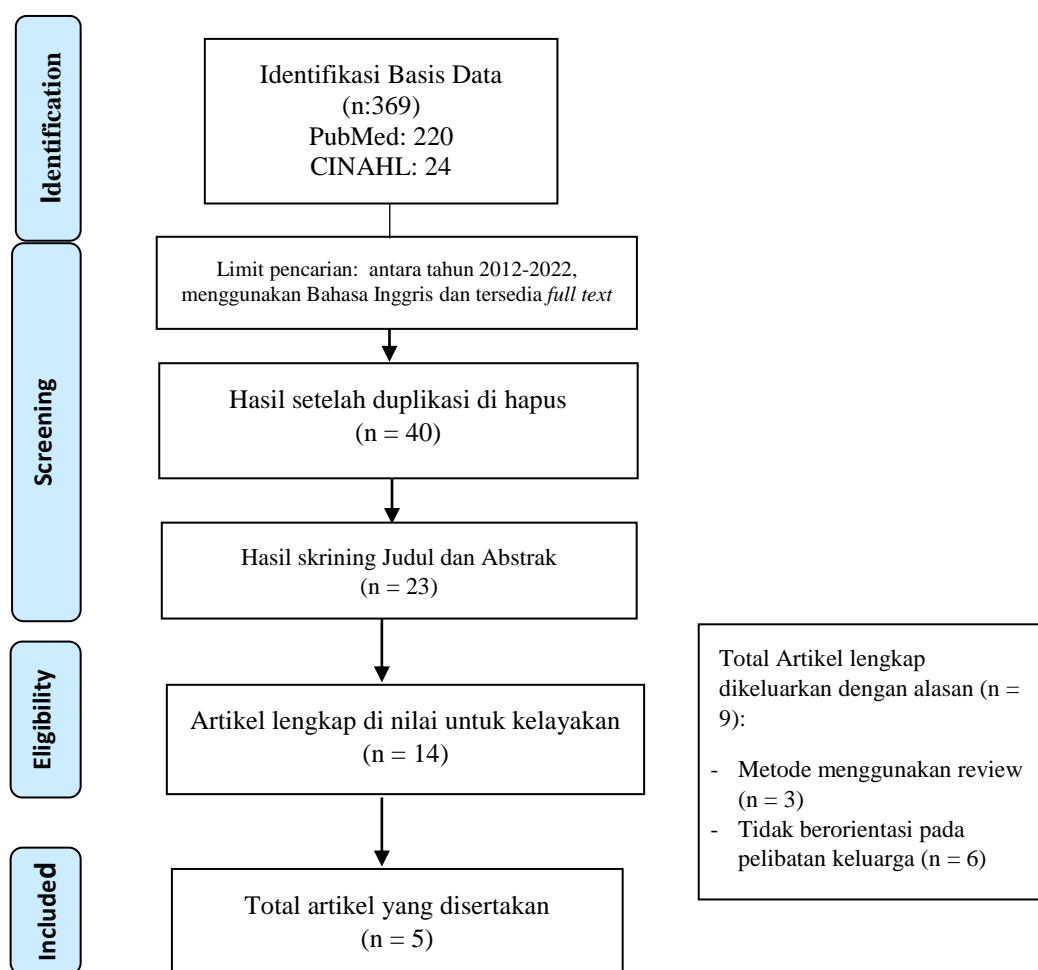 Identification
Identifikasi Basis Data
(n:369)
PubMed: 220
CINAHL: 24
Screening
Limit pencarian: antara tahun 2012-2022,
menggunakan Bahasa Inggris dan tersedia full text
Hasil setelah duplikasi di hapus
(n = 40)
Hasil skrining Judul dan Abstrak
(n = 23)
Eligibility
Artikel lengkap di nilai untuk kelayakan
(n = 14)
Total Artikel lengkap
dikeluarkan dengan alasan (n =
9):
- Metode menggunakan review
(n = 3)
- Tidak berorientasi pada
pelibatan keluarga (n = 6)
Included
Total artikel yang disertakan
(n = 5)